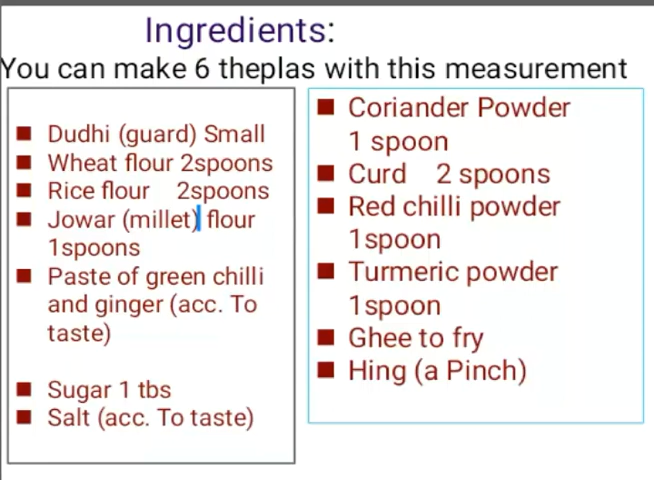 Ingredients:
You can make 6 theplas with this measurement
Dudhi (guard) Small
Wheat flour 2spoons
Rice flour 2spoons
Jowar (millet) flour
1spoons
Paste of green chilli
and ginger (acc. To
taste)
Sugar 1 tbs
Salt (acc. To taste)
Coriander Powder
1 spoon
Curd 2 spoons
Red chilli powder
1spoon
Turmeric powder
1spoon
Ghee to fry
Hing (a Pinch)